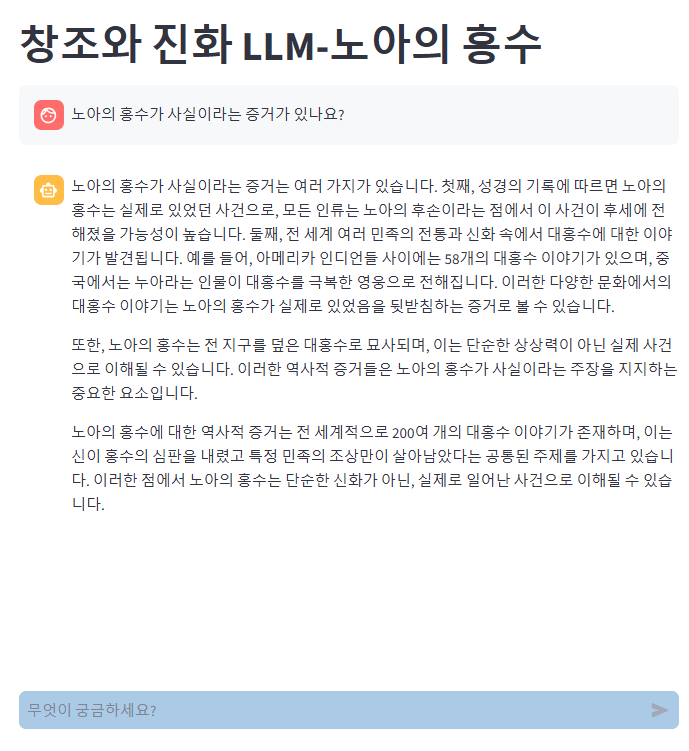 창조와 진화 LLM-노아의 홍수
노아의 홍수가 사실이라는 증거가 있나요?
노아의 홍수가 사실이라는 증거는 여러 가지가 있습니다. 첫째, 성경의 기록에 따르면 노아의
홍수는 실제로 있었던 사건으로, 모든 인류는 노아의 후손이라는 점에서 이 사건이 후세에 전
해졌을 가능성이 높습니다. 둘째, 전 세계 여러 민족의 전통과 신화 속에서 대홍수에 대한 이야
기가 발견됩니다. 예를 들어, 아메리카 인디언들 사이에는 58개의 대홍수 이야기가 있으며, 중
국에서는 누아라는 인물이 대홍수를 극복한 영웅으로 전해집니다. 이러한 다양한 문화에서의
대홍수 이야기는 노아의 홍수가 실제로 있었음을 뒷받침하는 증거로 볼 수 있습니다.
또한, 노아의 홍수는 전 지구를 덮은 대홍수로 묘사되며, 이는 단순한 상상력이 아닌 실제 사건
으로 이해될 수 있습니다. 이러한 역사적 증거들은 노아의 홍수가 사실이라는 주장을 지지하는
중요한 요소입니다.
노아의 홍수에 대한 역사적 증거는 전 세계적으로 200여 개의 대홍수 이야기가 존재하며, 이는
신이 홍수의 심판을 내렸고 특정 민족의 조상만이 살아남았다는 공통된 주제를 가지고 있습니
다. 이러한 점에서 노아의 홍수는 단순한 신화가 아닌, 실제로 일어난 사건으로 이해될 수 있습
니다.
무엇이 궁금하세요?